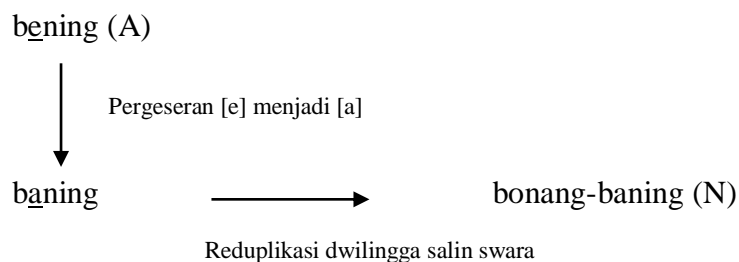 bening (A)
Pergeseran [e] menjadi [a]
baning bonang-baning (N)
Reduplikasi dwilingga salin swara